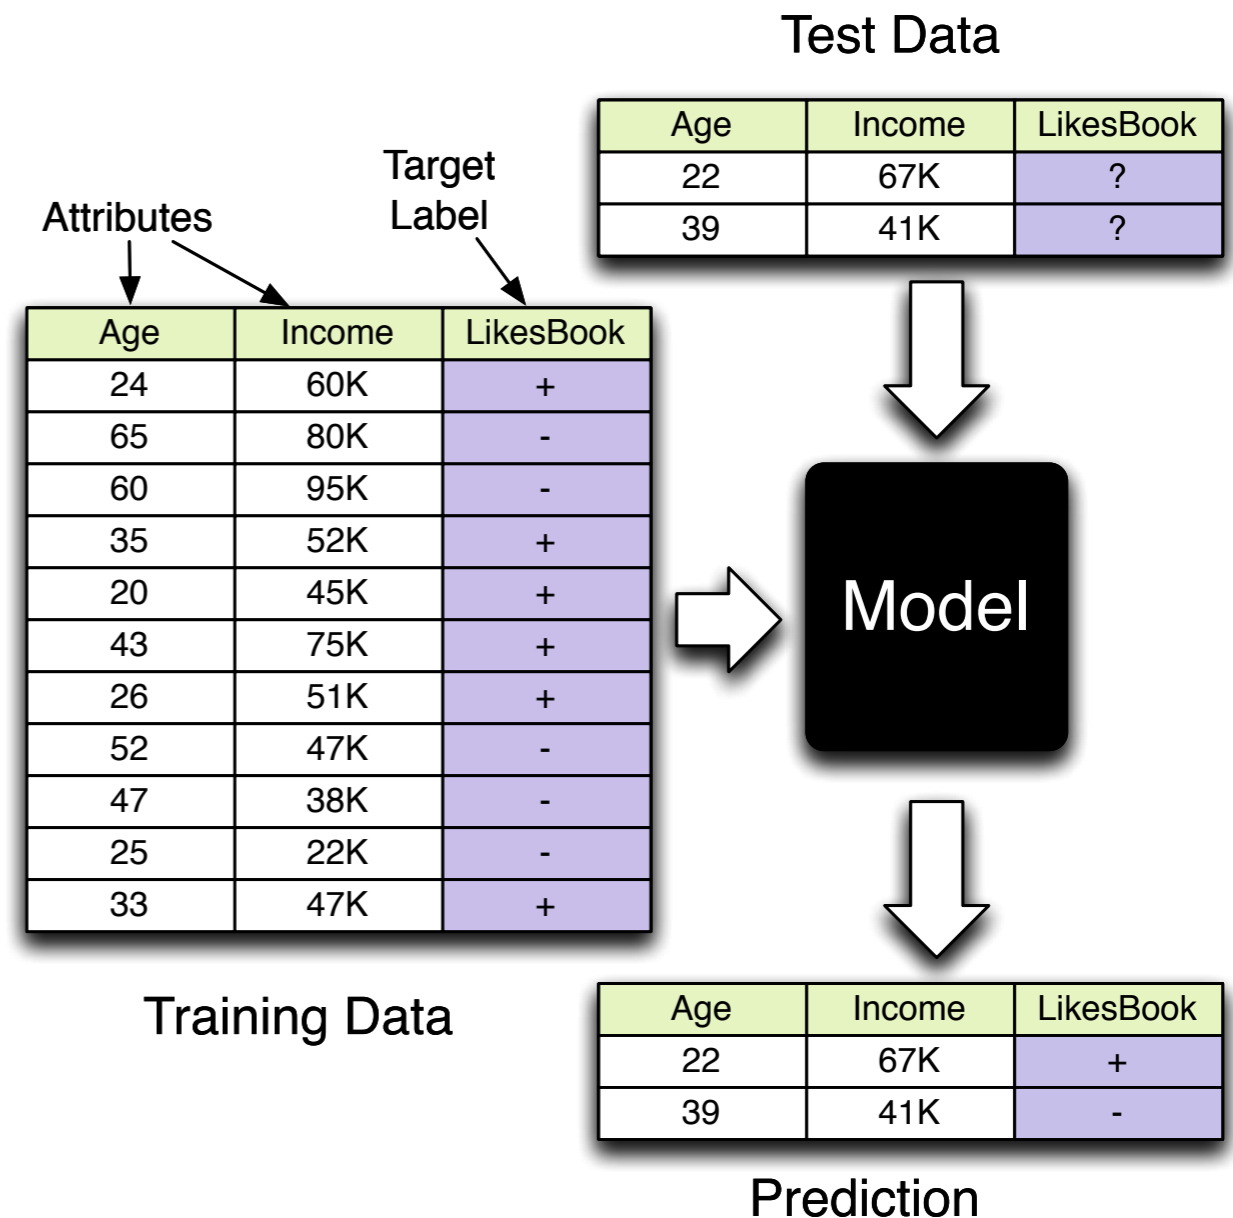 Test Data
Age Income LikesBook
22 67K ?
39 41K ?
Attributes
Target
Label
Age Income LikesBook
24 60K +
65 80K -
60 95K -
35 52K +
20 45K +
43 75K +
26 51K +
52 47K -
47 38K -
25 22K -
33 47K +
Training Data
Model
Age Income LikesBook
22 67K +
39 41K -
Prediction